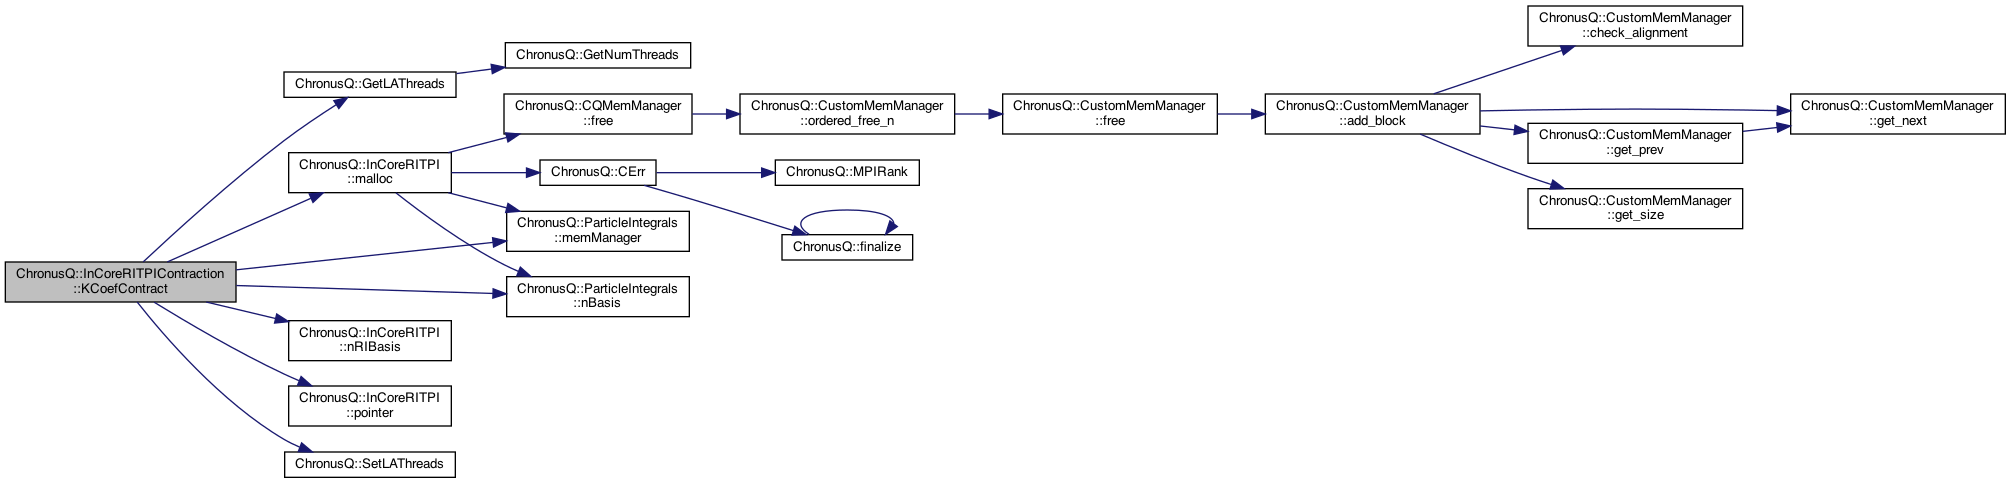 ChronusQ::InCoreRITPIContraction
::KCoefContract
ChronusQ::GetLAThreads
ChronusQ::GetNumThreads
ChronusQ::InCoreRITPI
::malloc
ChronusQ::CQMemManager
::free
ChronusQ::CustomMemManager
::ordered_free_n
ChronusQ::CustomMemManager
::free
ChronusQ::CustomMemManager
::add_block
ChronusQ::CustomMemManager
::check_alignment
ChronusQ::CustomMemManager
::get_next
ChronusQ::CustomMemManager
::get_prev
ChronusQ::CustomMemManager
::get_size
ChronusQ::CErr
ChronusQ::MPIRank
ChronusQ::finalize
ChronusQ::ParticleIntegrals
::memManager
ChronusQ::ParticleIntegrals
::nBasis
ChronusQ::InCoreRITPI
::nRIBasis
ChronusQ::InCoreRITPI
::pointer
ChronusQ::SetLAThreads